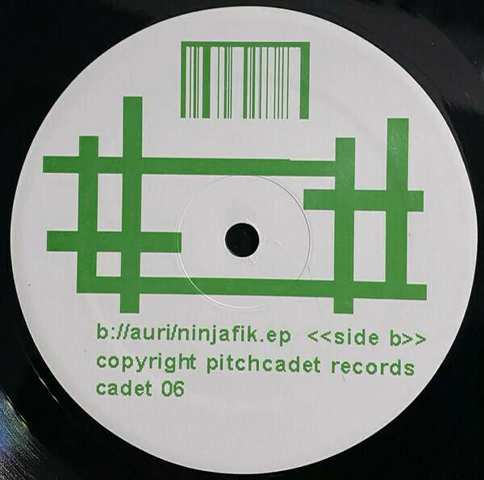 b://auri/ninjafik.ep <<side b>>
copyright pitchcadet records
cadet 06